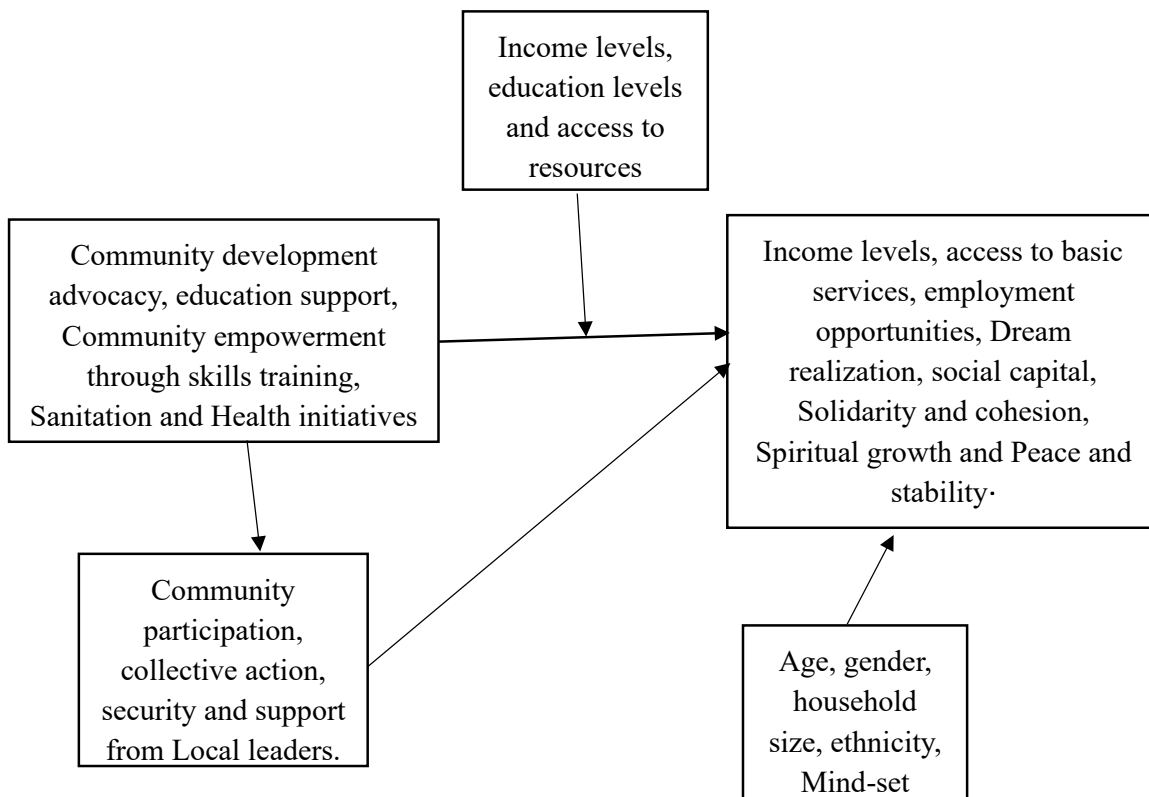 Income levels,
education levels
and access to
resources
Community development
advocacy, education support,
Community empowerment
through skills training,
Sanitation and Health initiatives
Income levels, access to basic
services, employment
opportunities, Dream
realization, social capital,
Solidarity and cohesion,
Spiritual growth and Peace and
stability·
Community
participation,
collective action,
security and support
from Local leaders.
Age, gender,
household
size, ethnicity,
Mind-set